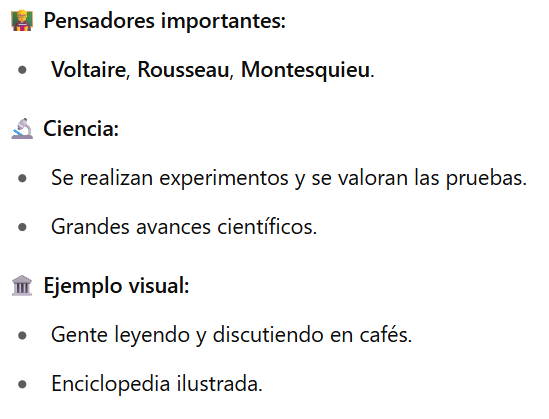 Pensadores importantes:
Voltaire, Rousseau, Montesquieu.
Ciencia:
Se realizan experimentos y se valoran las pruebas.
Grandes avances científicos.
Ejemplo visual:
Gente leyendo y discutiendo en cafés.
Enciclopedia ilustrada.